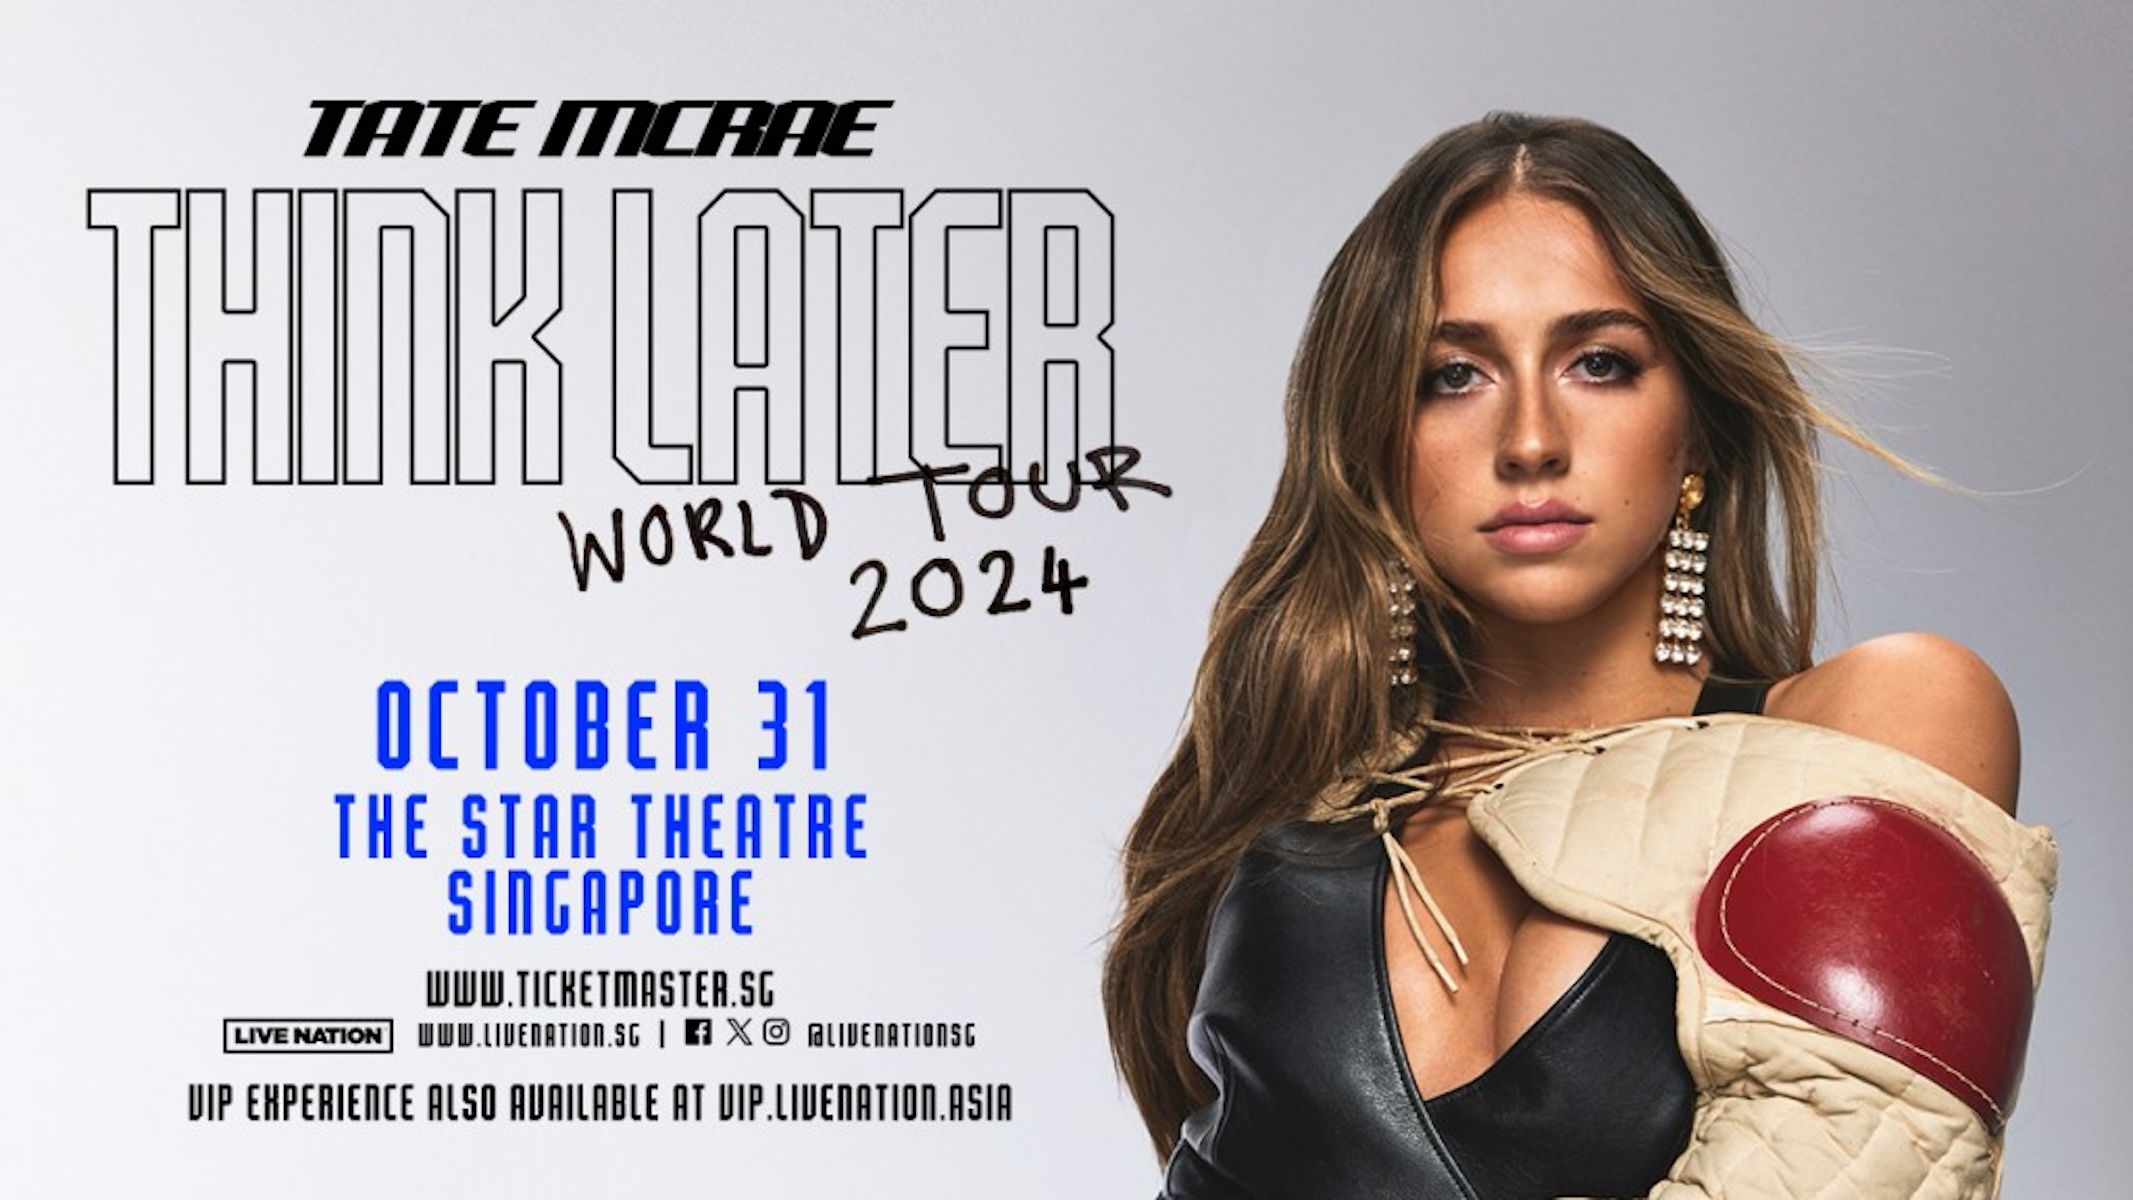 TATE MCRAE
THINK LATER
WORLD TOUR
2024
OCTOBER 31
THE STAR THEATRE
SINGAPORE
WWW.TICKETMASTER.SG
LIVE NATION WWW.LIVENATION.SG | @LIVENATIONSG
VIP EXPERIENCE ALSO AVAILABLE AT VIP.LIVENATION.ASIA